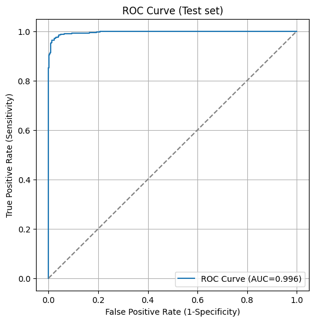 ROC Curve (Test set)
1.0
0.8
0.6
0.4
0.2
0.0
True Positive Rate (Sensitivity)
ROC Curve (AUC=0.996)
0.0 0.2 0.4 0.6 0.8 1.0
False Positive Rate (1-Specificity)